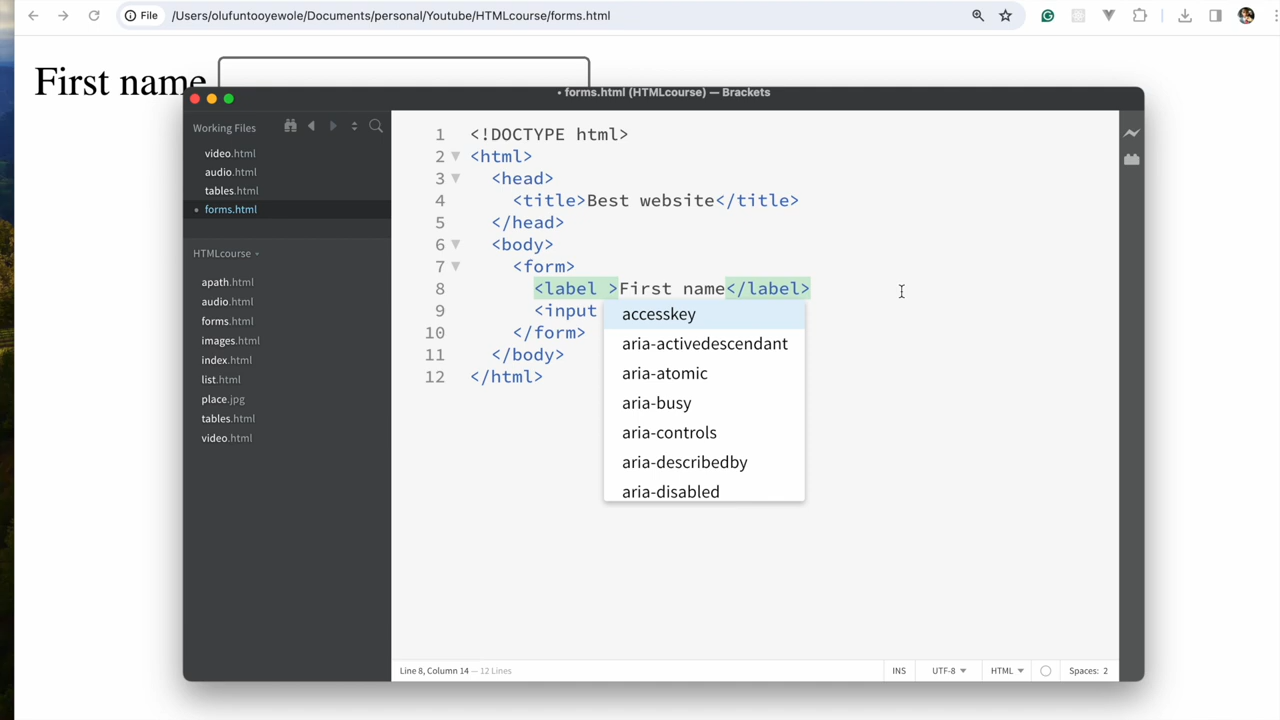 File /Users/olufuntooyewole/Documents/personal/Youtube/HTMLcourse/forms.html
First name
• forms.html (HTMLcourse) — Brackets
Working Files
video.html
audio.html
tables.html
• forms.html
HTMLcourse
apath.html
audio.html
forms.html
images.html
index.html
list.html
place.jpg
tables.html
video.html
1 <!DOCTYPE html>
2 <html>
3 <head>
4 <title>Best website</title>
5 </head>
6 <body>
7 <form>
8 <label >First name</label>
9 <input
10 </form>
11 </body>
12 </html>
accesskey
aria-activedescendant
aria-atomic
aria-busy
aria-controls
aria-describedby
aria-disabled
Line 8, Column 14 — 12 Lines
INS UTF-8 HTML Spaces: 2